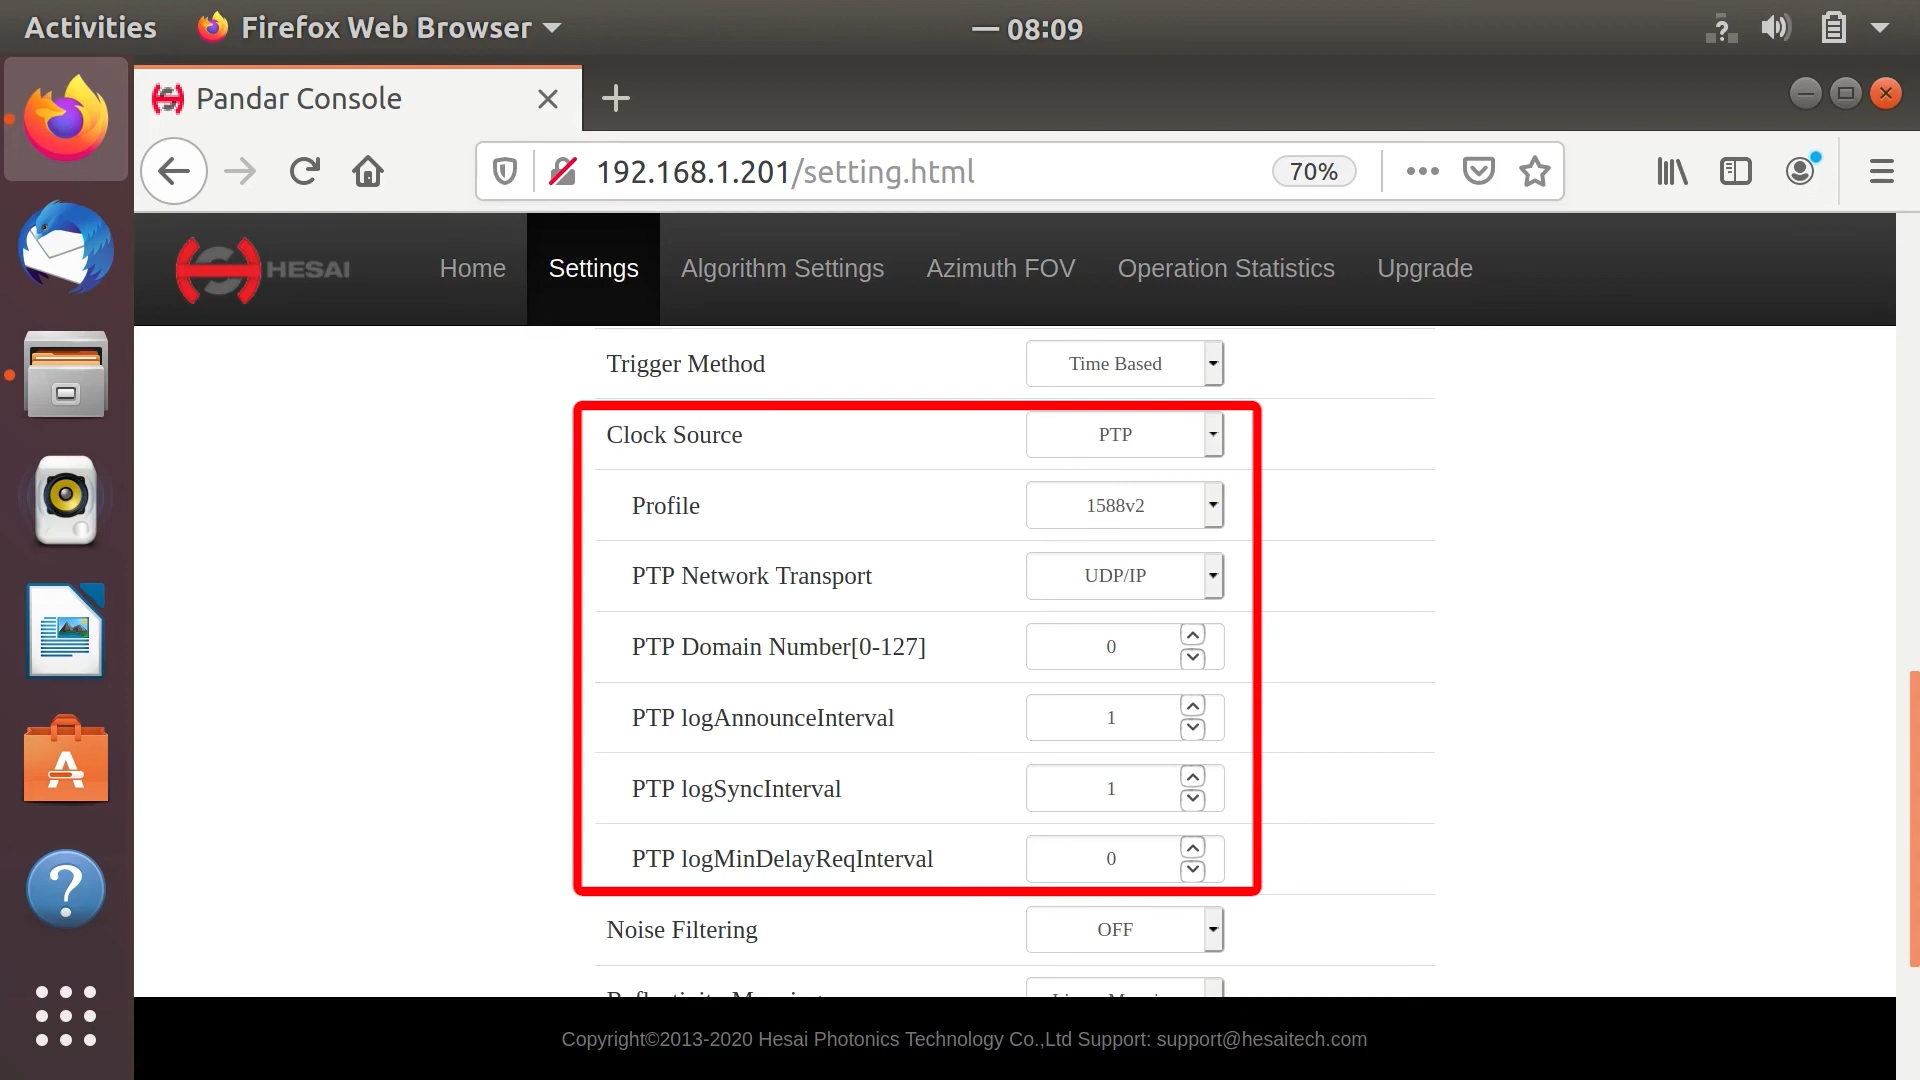 Activities Firefox Web Browser 08:09
Pandar Console
192.168.1.201/setting.html 70%
HESAI Home Settings Algorithm Settings Azimuth FOV Operation Statistics Upgrade
Trigger Method Time Based
Clock Source PTP
Profile 1588v2
PTP Network Transport UDP/IP
PTP Domain Number[0-127] 0
PTP logAnnounceInterval 1
PTP logSyncInterval 1
PTP logMinDelayReqInterval 0
Noise Filtering OFF
Copyright©2013-2020 Hesai Photonics Technology Co.,Ltd Support: support@hesaitech.com